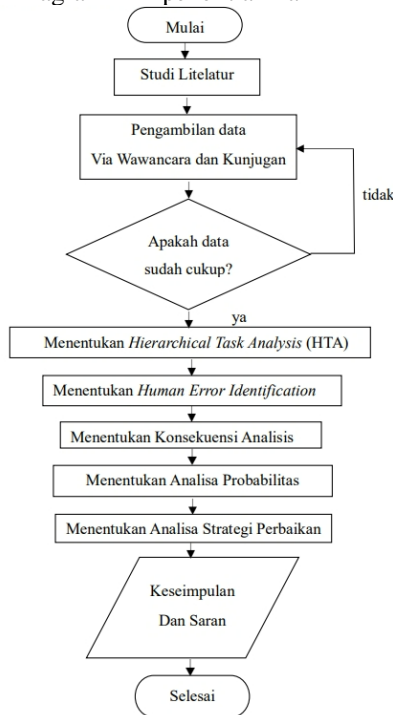 Mulai
Studi Litelatur
Pengambilan data
Via Wawancara dan Kunjugan
tidak
Apakah data
sudah cukup?
ya
Menentukan Hierarchical Task Analysis (HTA)
Menentukan Human Error Identification
Menentukan Konsekuensi Analisis
Menentukan Analisa Probabilitas
Menentukan Analisa Strategi Perbaikan
Keseimpulan
Dan Saran
Selesai